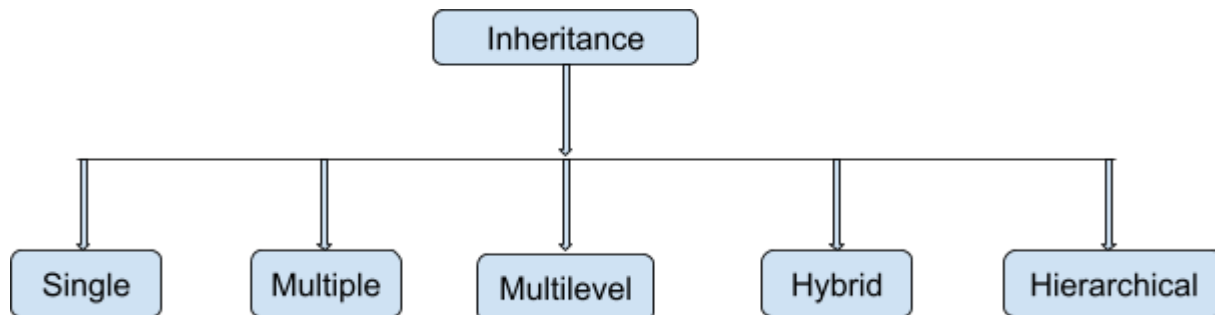 Inheritance
Single
Multiple
Multilevel
Hybrid
Hierarchical